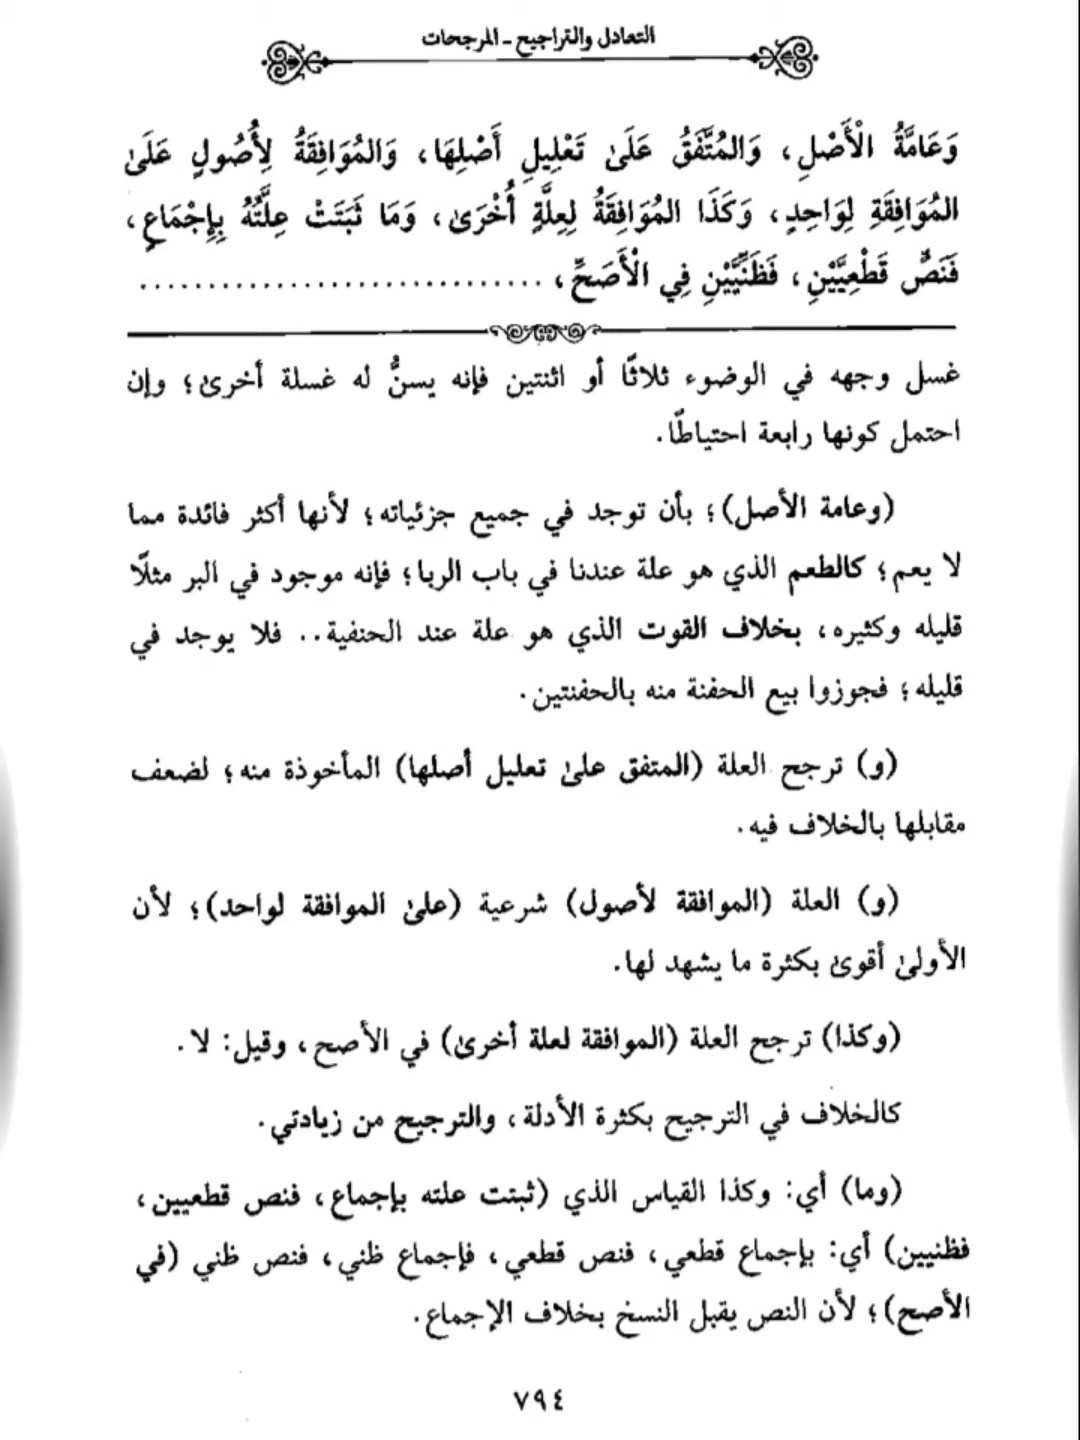 التعادل والتراجيح - المرجحات
وَعَامَّةُ الْأَصْلِ، وَالمُتَّفَقُ عَلَىٰ تَعْلِيلِ أَصْلِهَا، وَالمُوَافِقَةُ لِأُصُولٍ عَلَىٰ
المُوَافِقَةِ لِوَاحِدٍ، وَكَذَا المُوَافِقَةُ لِعِلَّةٍ أُخْرَىٰ، وَمَا ثَبَتَتْ عِلَّتُهُ بِإِجْمَاعٍ،
فَنَصٍّ قَطْعِيَّيْنِ، فَظَنِّيَّيْنِ فِي الْأَصَحِّ، ..............................
غسل وجهه في الوضوء ثلاثًا أو اثنتين فإنه يسنُّ له غسلة أخرىٰ؛ وإن
احتمل كونها رابعة احتياطًا.
(وعامة الأصل)؛ بأن توجد في جميع جزئياته؛ لأنها أكثر فائدة مما
لا يعم؛ كالطعم الذي هو علة عندنا في باب الربا؛ فإنه موجود في البر مثلًا
قليله وكثيره، بخلاف القوت الذي هو علة عند الحنفية.. فلا يوجد في
قليله؛ فجوزوا بيع الحفنة منه بالحفنتين.
(و) ترجح العلة (المتفق علىٰ تعليل أصلها) المأخوذة منه؛ لضعف
مقابلها بالخلاف فيه.
(و) العلة (الموافقة لأصول) شرعية (علىٰ الموافقة لواحد)؛ لأن
الأولىٰ أقوىٰ بكثرة ما يشهد لها.
(وكذا) ترجح العلة (الموافقة لعلة أخرىٰ) في الأصح، وقيل: لا.
كالخلاف في الترجيح بكثرة الأدلة، والترجيح من زيادتي.
(وما) أي: وكذا القياس الذي (ثبتت علته بإجماع، فنص قطعيين،
فظنيين) أي: بإجماع قطعي، فنص قطعي، فإجماع ظني، فنص ظني (في
الأصح)؛ لأن النص يقبل النسخ بخلاف الإجماع.
٧٩٤